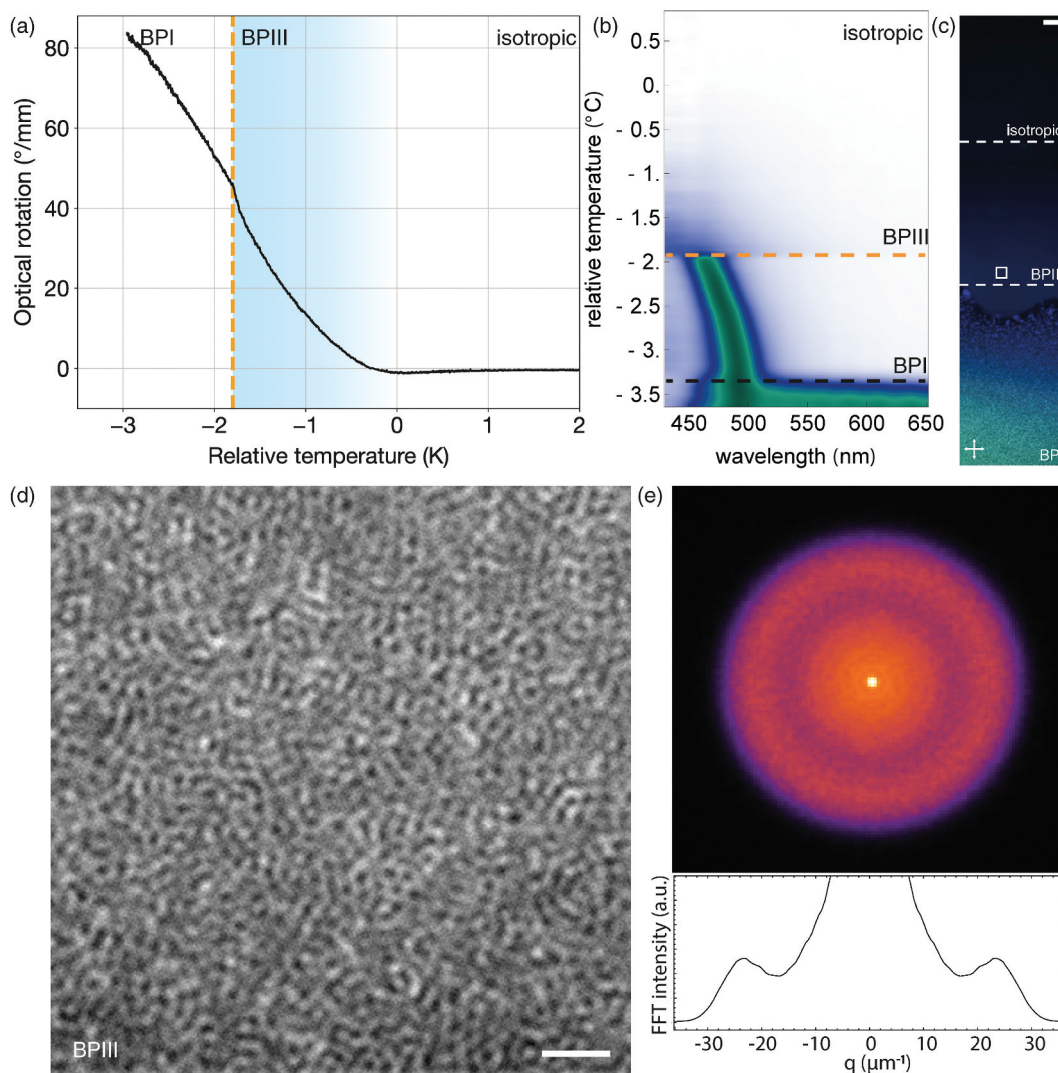 (a)
BPI
BPIII
isotropic
80
60
40
20
0
Optical rotation (°/mm)
−3
−2
−1
0
1
2
Relative temperature (K)
(b)
isotropic
0.5
0.
- 0.5
- 1.
- 1.5
- 2.
- 2.5
- 3.
- 3.5
relative temperature (°C)
BPIII
BPI
450 500 550 600 650
wavelength (nm)
(c)
isotropic
(d)
BPIII
(e)
FFT intensity (a.u.)
-30 -20 -10 0 10 20 30
q (μm⁻¹)